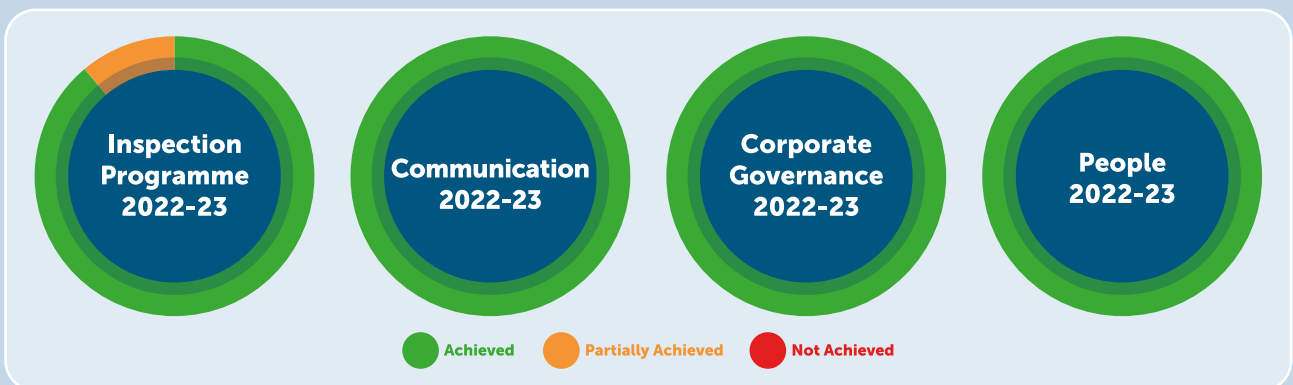 Inspection
Programme
2022-23
Communication
2022-23
Corporate
Governance
2022-23
People
2022-23
Achieved
Partially Achieved
Not Achieved